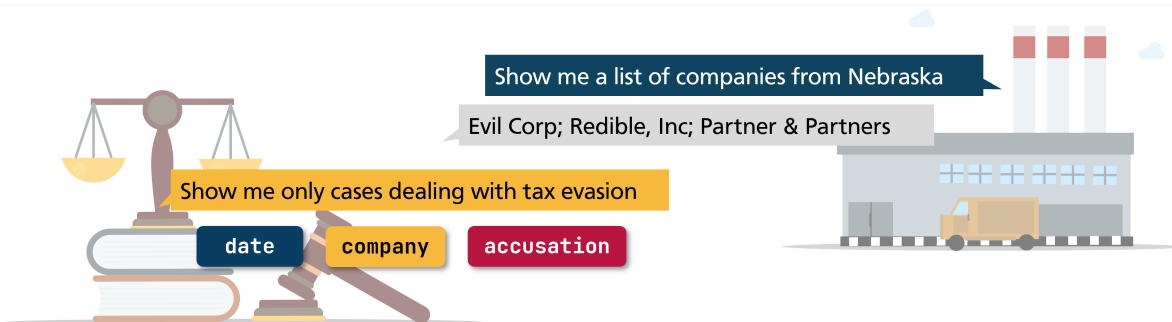 Show me a list of companies from Nebraska
Evil Corp; Redible, Inc; Partner & Partners
Show me only cases dealing with tax evasion
date company accusation